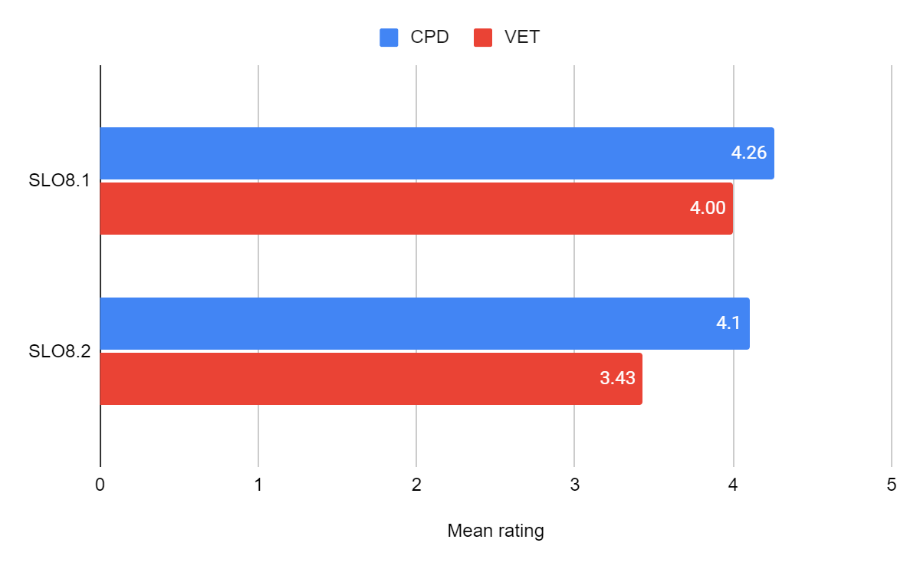 CPD VET
SLO8.1
4.26
4.00
SLO8.2
4.1
3.43
0 1 2 3 4 5
Mean rating